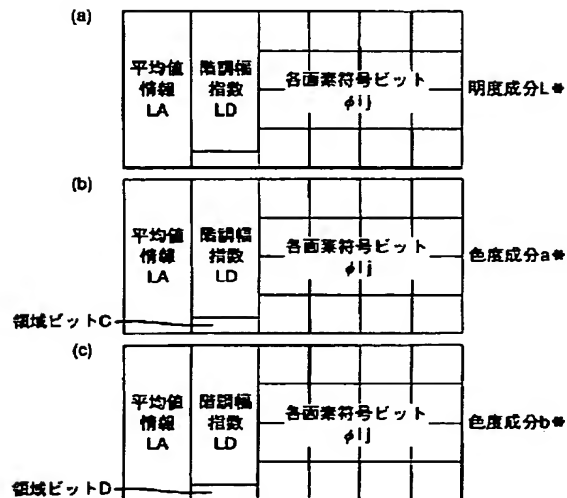 (a)
平均値
情報
LA
階調幅
指数
LD
各画素符号ビット
φij
明度成分L*
(b)
平均値
情報
LA
階調幅
指数
LD
各画素符号ビット
φij
色度成分a*
領域ビットC
(c)
平均値
情報
LA
階調幅
指数
LD
各画素符号ビット
φij
色度成分b*
領域ビットD